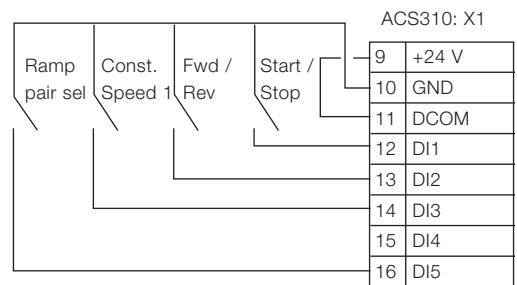 ACS310: X1
Ramp pair sel
Const. Speed 1
Fwd / Rev
Start / Stop
9 +24 V
10 GND
11 DCOM
12 DI1
13 DI2
14 DI3
15 DI4
16 DI5